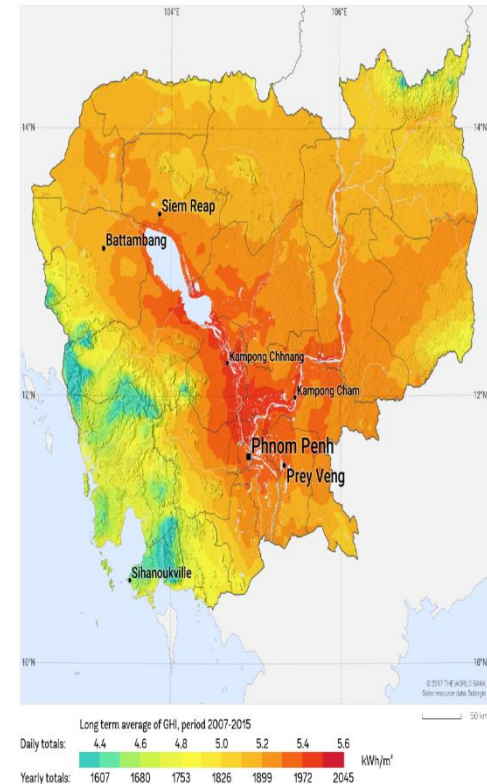 104°E 106°E
14°N 14°N
Siem Reap
Battambang
Kampong Chhnang
12°N Kampong Cham 12°N
Phnom Penh
Prey Veng
Sihanoukville
10°N 10°N
© 2017 THE WORLD BANK
Solar resource data: Solargis
50 km
Long term average of GHI, period 2007-2015
Daily totals: 4.4 4.6 4.8 5.0 5.2 5.4 5.6
kWh/m²
Yearly totals: 1607 1680 1753 1826 1899 1972 2045